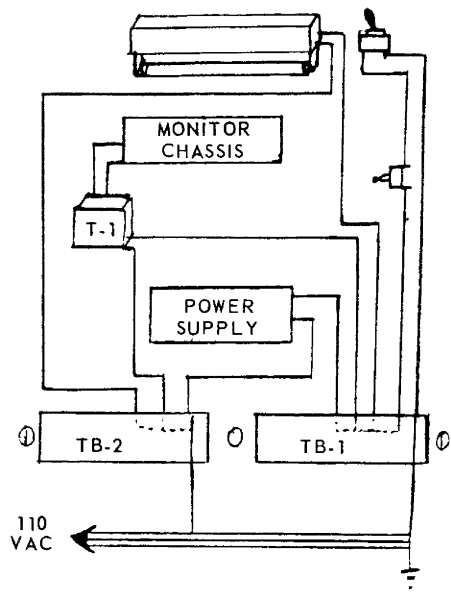 MONITOR
CHASSIS
T-1
POWER
SUPPLY
TB-2
TB-1
110
VAC